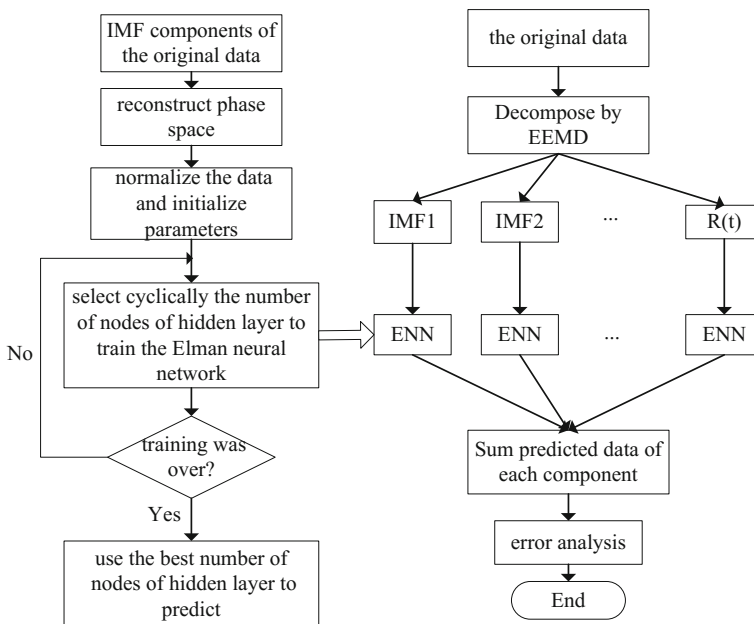 IMF components of
the original data
reconstruct phase
space
normalize the data
and initialize
parameters
select cyclically the number
of nodes of hidden layer to
train the Elman neural
network
No
training was
over?
Yes
use the best number of
nodes of hidden layer to
predict
the original data
Decompose by
EEMD
IMF1
IMF2
...
R(t)
ENN
ENN
...
ENN
Sum predicted data of
each component
error analysis
End